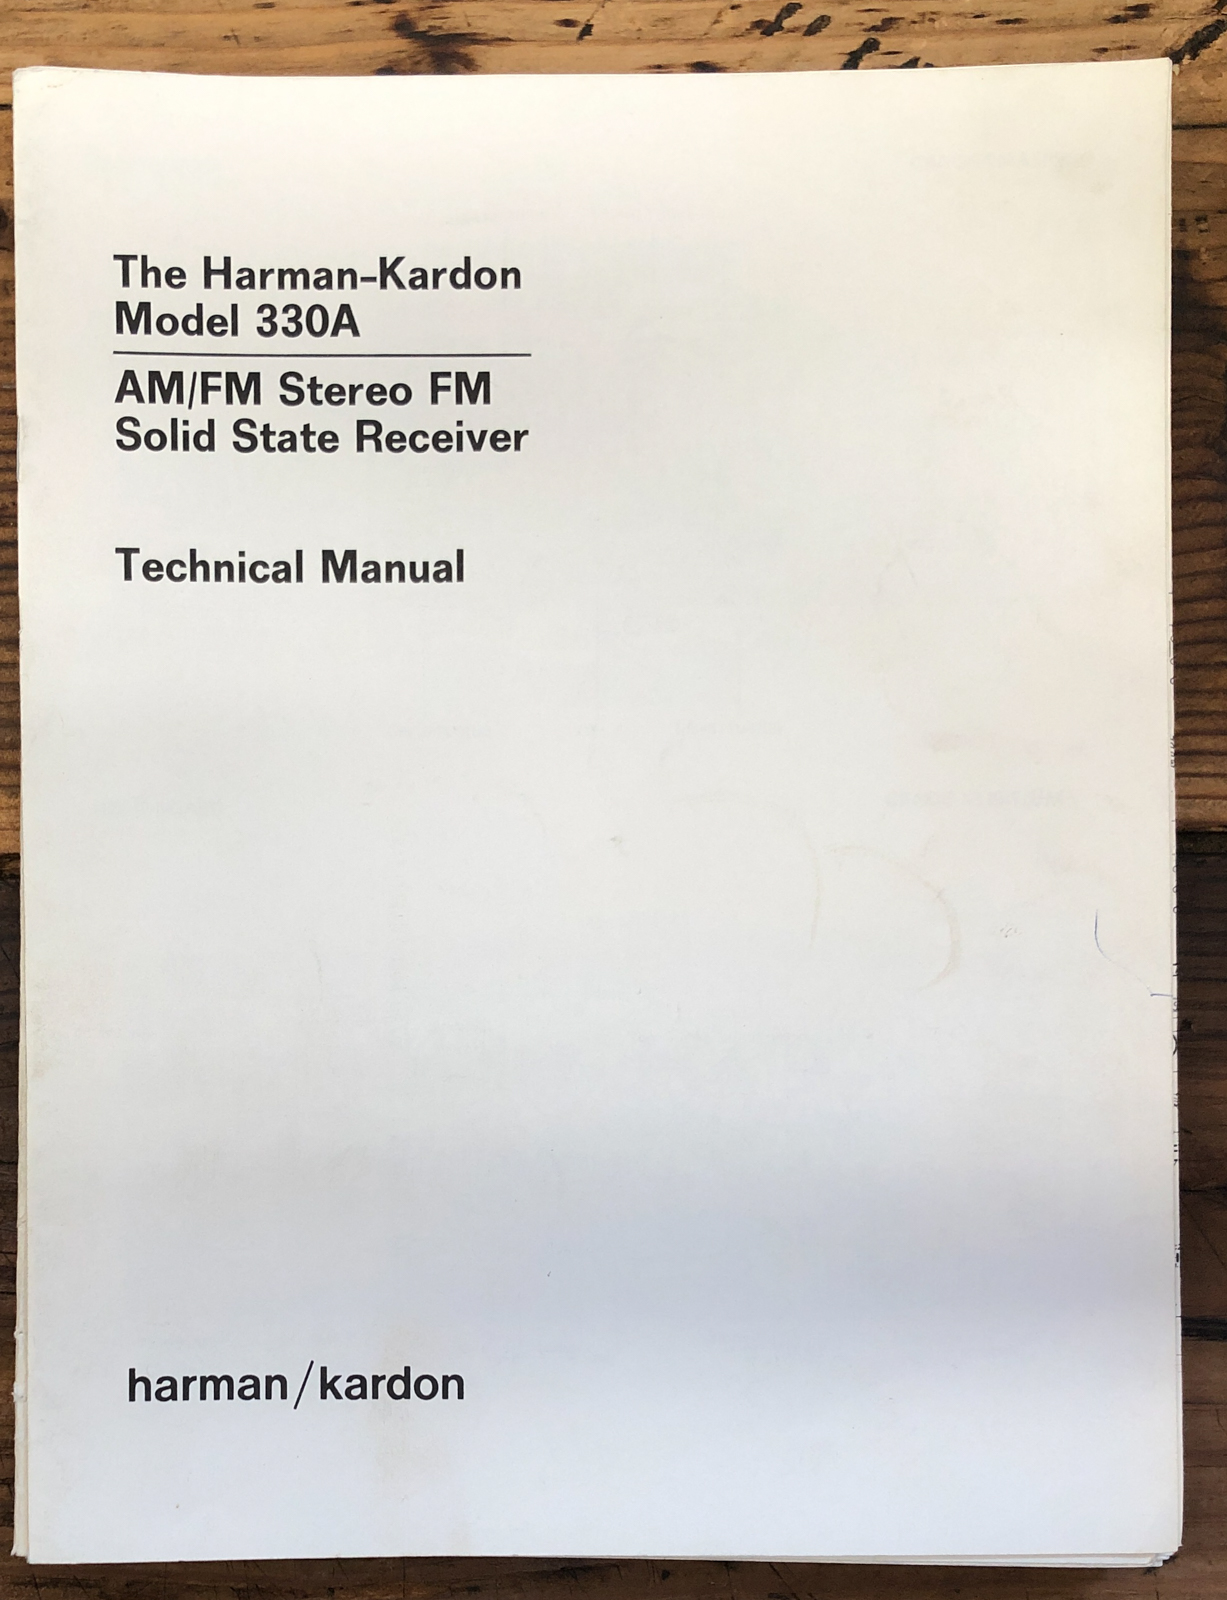 The Harman-Kardon
Model 330A
AM/FM Stereo FM
Solid State Receiver
Technical Manual
harman/kardon